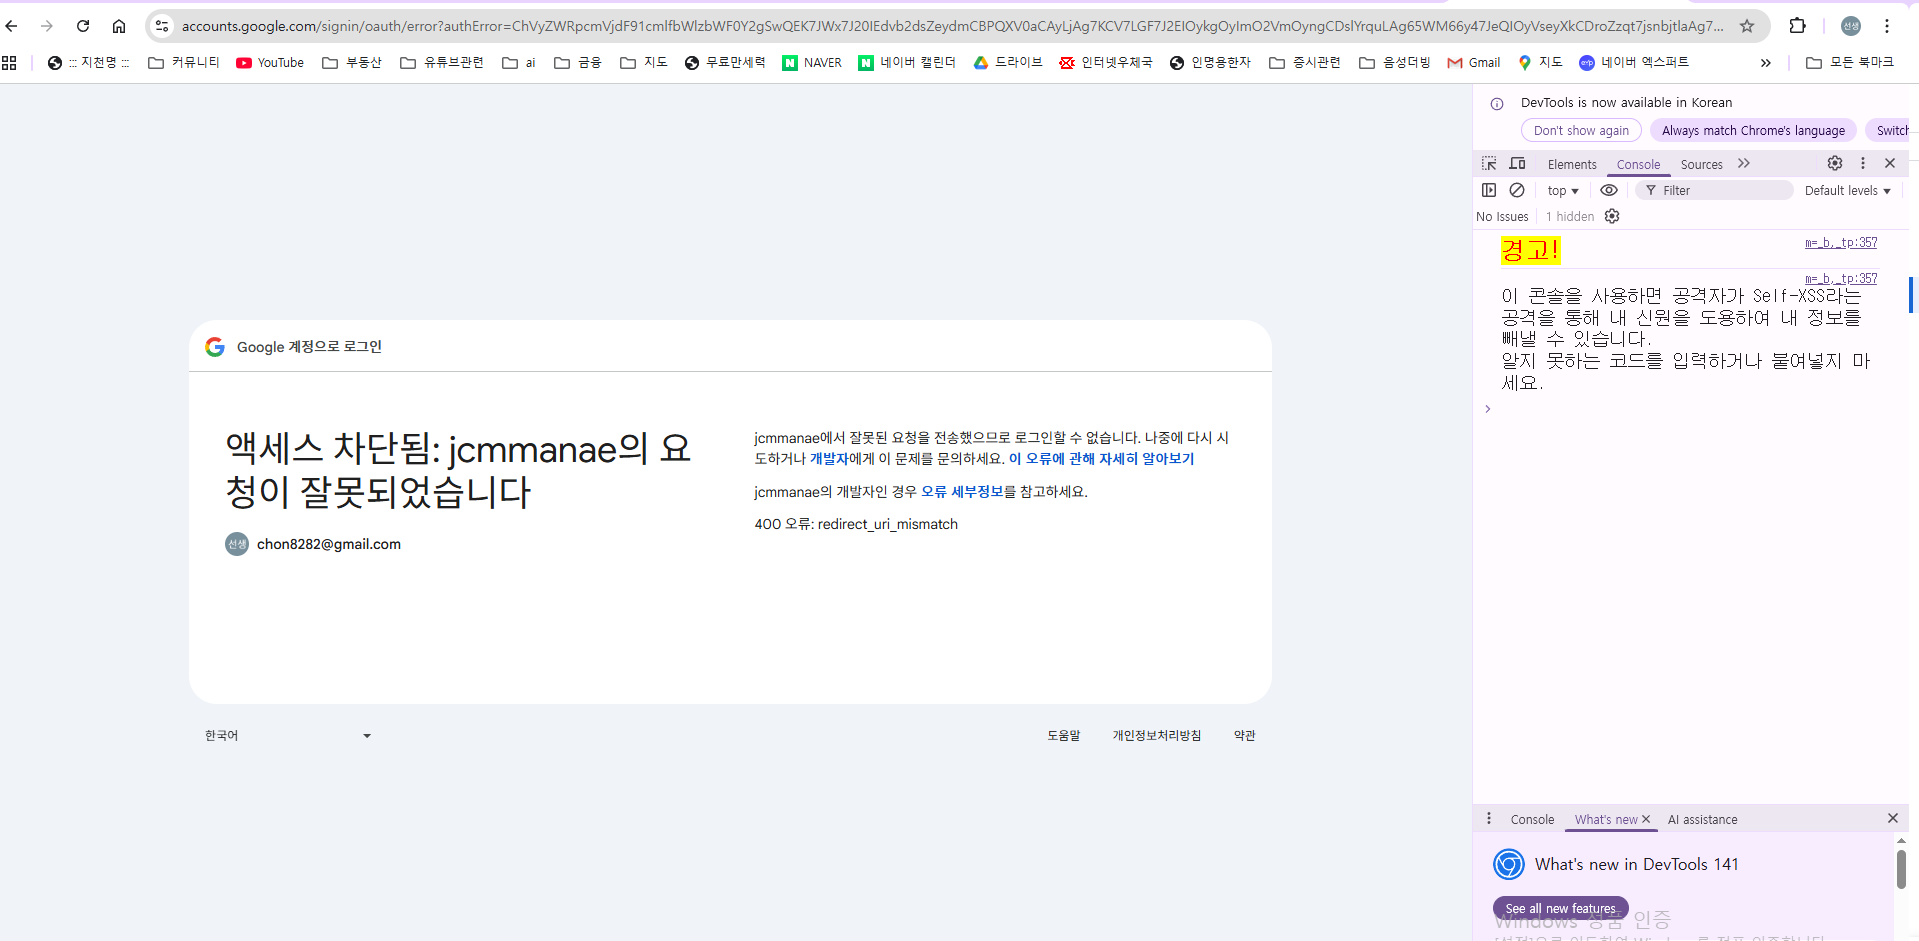 accounts.google.com/signin/oauth/error?authError=ChVyZWRpcmVjdF91cmlfbWlzbWF0Y2gSwQEK7JWx7J20IEdvb2dsZeydmCBPQXV0aCAyLjAg7KCV7LGF7J2EIOykgOyImO2VmOyngCDslYrquLAg65WM66y47JeQIOyVseyXkCDroZzqt7jsnbjtlaAg7...
선생
::: 지천명 :::
커뮤니티
YouTube
부동산
유튜브관련
ai
금융
지도
무료만세력
NAVER
네이버 캘린더
드라이브
인터넷우체국
인명용한자
증시관련
음성더빙
Gmail
지도
네이버 엑스퍼트
»
모든 북마크
Google 계정으로 로그인
액세스 차단됨: jcmmanae의 요
청이 잘못되었습니다
선생 chon8282@gmail.com
jcmmanae에서 잘못된 요청을 전송했으므로 로그인할 수 없습니다. 나중에 다시 시
도하거나 개발자에게 이 문제를 문의하세요. 이 오류에 관해 자세히 알아보기
jcmmanae의 개발자인 경우 오류 세부정보를 참고하세요.
400 오류: redirect_uri_mismatch
한국어
도움말
개인정보처리방침
약관
DevTools is now available in Korean
Don't show again
Always match Chrome's language
Switch
Elements
Console
Sources
top
Filter
Default levels
No Issues
1 hidden
경고!
m=_b,_tp:357
m=_b,_tp:357
이 콘솔을 사용하면 공격자가 Self-XSS라는
공격을 통해 내 신원을 도용하여 내 정보를
빼낼 수 있습니다.
알지 못하는 코드를 입력하거나 붙여넣지 마
세요.
Console
What's new
AI assistance
What's new in DevTools 141
See all new features
Windows 정품 인증